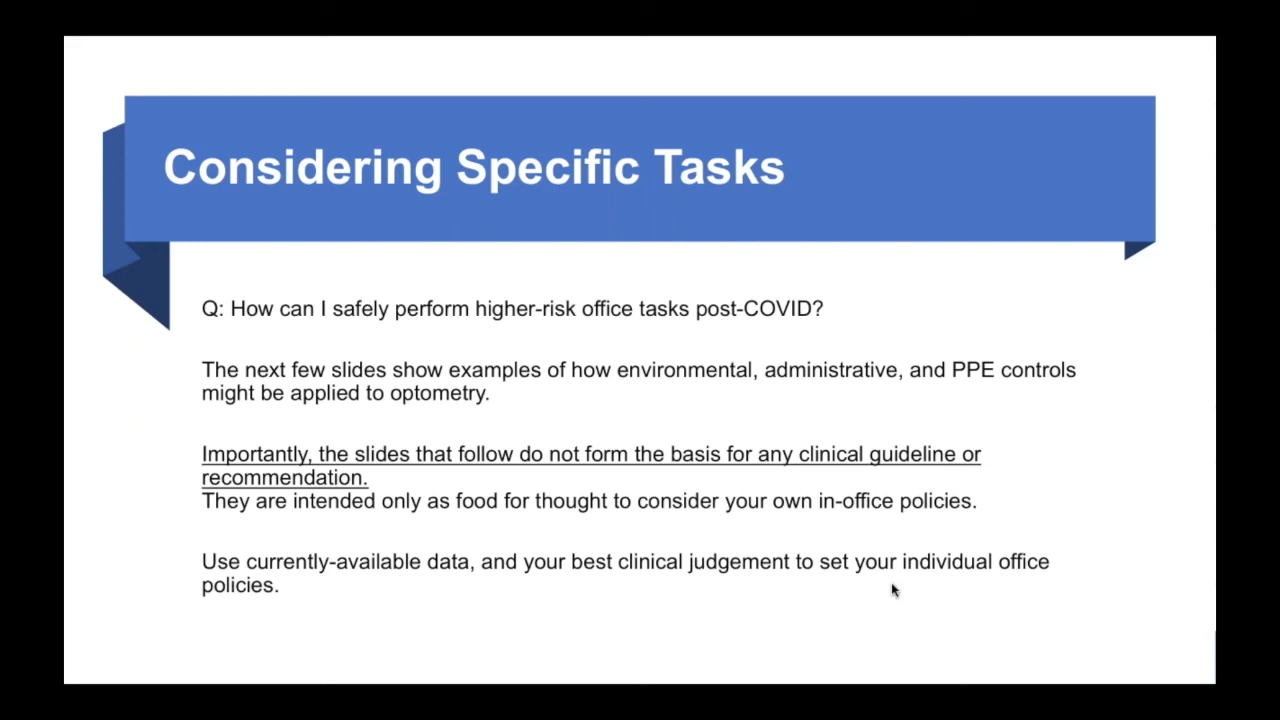 Considering Specific Tasks
Q: How can I safely perform higher-risk office tasks post-COVID?
The next few slides show examples of how environmental, administrative, and PPE controls
might be applied to optometry.
Importantly, the slides that follow do not form the basis for any clinical guideline or
recommendation.
They are intended only as food for thought to consider your own in-office policies.
Use currently-available data, and your best clinical judgement to set your individual office
policies.